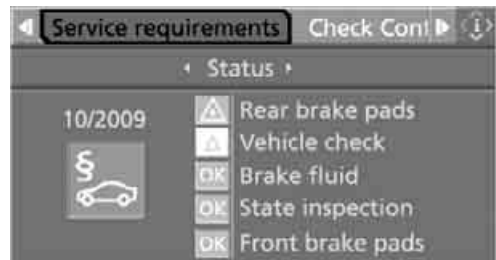 Service requirements Check Cont
Status
10/2009
Rear brake pads
Vehicle check
§
OK Brake fluid
OK State inspection
OK Front brake pads